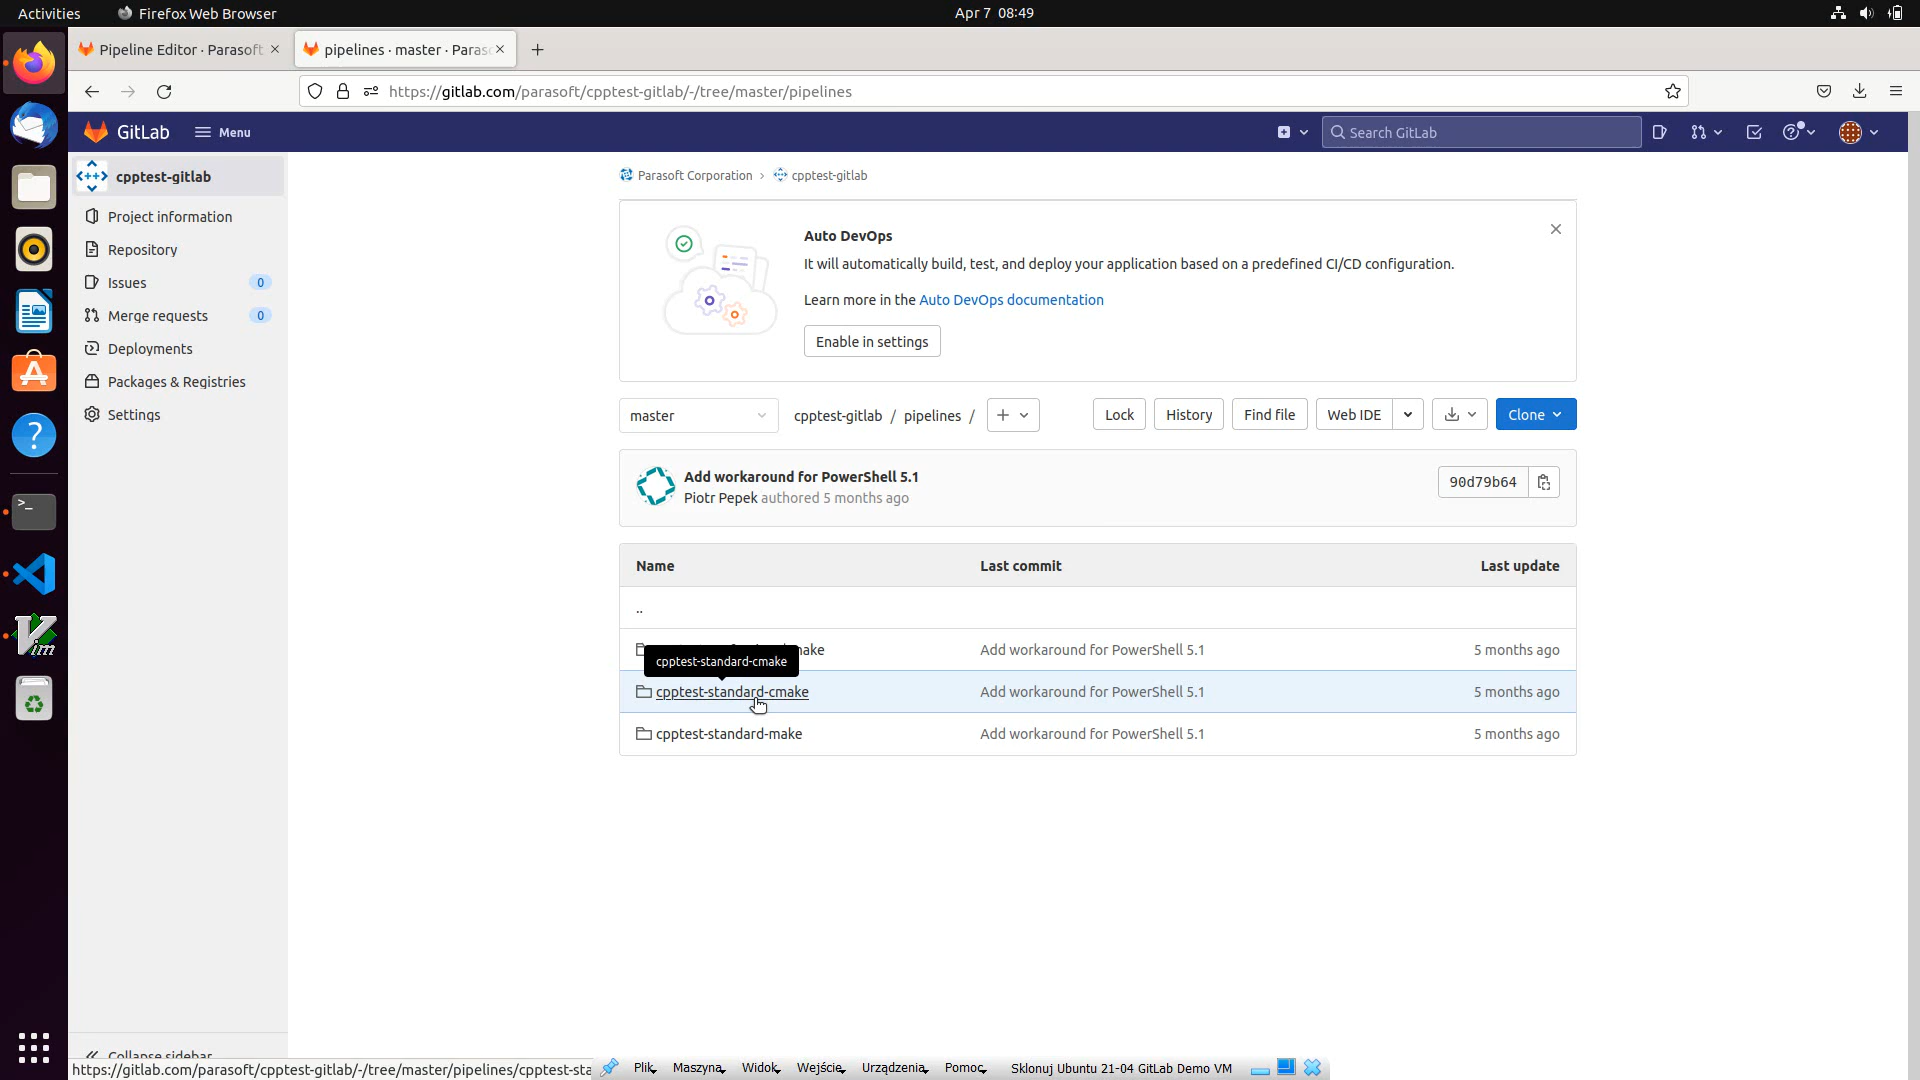 Activities
Firefox Web Browser
Apr 7 08:49
Pipeline Editor · Parasoft
pipelines · master · Paras
https://gitlab.com/parasoft/cpptest-gitlab/-/tree/master/pipelines
GitLab
Menu
Search GitLab
cpptest-gitlab
Project information
Repository
Issues 0
Merge requests 0
Deployments
Packages & Registries
Settings
Collapse sidebar
Parasoft Corporation › cpptest-gitlab
Auto DevOps
It will automatically build, test, and deploy your application based on a predefined CI/CD configuration.
Learn more in the Auto DevOps documentation
Enable in settings
master
cpptest-gitlab / pipelines / +
Lock
History
Find file
Web IDE
Clone
Add workaround for PowerShell 5.1
Piotr Pepek authored 5 months ago
90d79b64
Name Last commit Last update
..
make Add workaround for PowerShell 5.1 5 months ago
cpptest-standard-cmake
cpptest-standard-cmake Add workaround for PowerShell 5.1 5 months ago
cpptest-standard-make Add workaround for PowerShell 5.1 5 months ago
https://gitlab.com/parasoft/cpptest-gitlab/-/tree/master/pipelines/cpptest-sta
Plik Maszyna Widok Wejście Urządzenia Pomoc Sklonuj Ubuntu 21-04 GitLab Demo VM